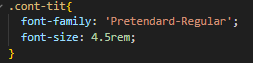 .cont-tit{
font-family: 'Pretendard-Regular';
font-size: 4.5rem;
}